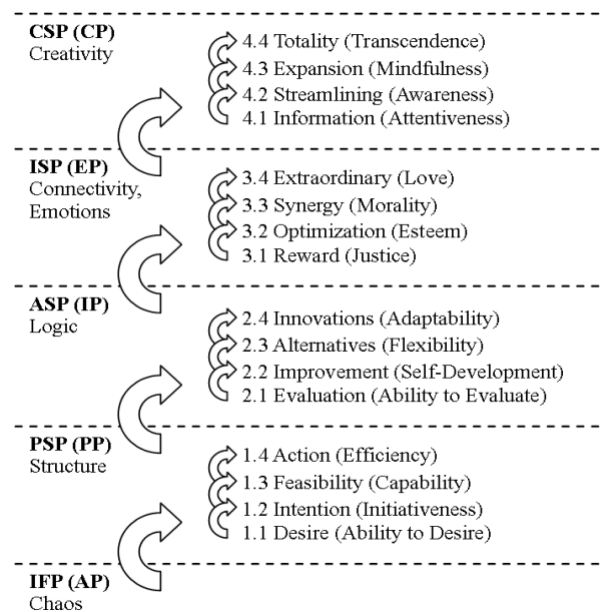 CSP (CP)
Creativity
4.4 Totality (Transcendence)
4.3 Expansion (Mindfulness)
4.2 Streamlining (Awareness)
4.1 Information (Attentiveness)
ISP (EP)
Connectivity,
Emotions
3.4 Extraordinary (Love)
3.3 Synergy (Morality)
3.2 Optimization (Esteem)
3.1 Reward (Justice)
ASP (IP)
Logic
2.4 Innovations (Adaptability)
2.3 Alternatives (Flexibility)
2.2 Improvement (Self-Development)
2.1 Evaluation (Ability to Evaluate)
PSP (PP)
Structure
1.4 Action (Efficiency)
1.3 Feasibility (Capability)
1.2 Intention (Initiativeness)
1.1 Desire (Ability to Desire)
IFP (AP)
Chaos